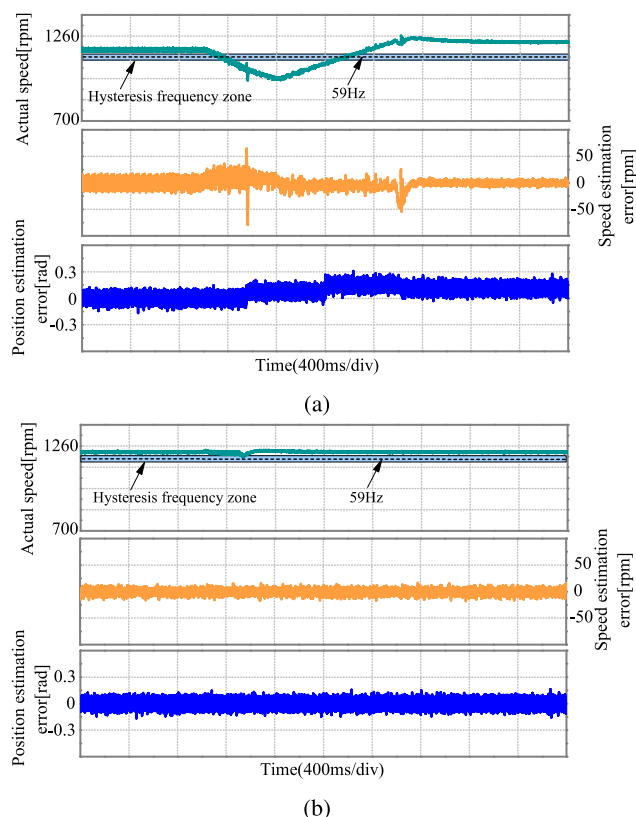 Actual speed[rpm]
1260
700
Hysteresis frequency zone
59Hz
Speed estimation
error[rpm]
50
0
-50
Position estimation
error[rad]
0.3
0
-0.3
Time(400ms/div)
(a)
Actual speed[rpm]
1260
700
Hysteresis frequency zone
59Hz
Speed estimation
error[rpm]
50
0
-50
Position estimation
error[rad]
0.3
0
-0.3
Time(400ms/div)
(b)